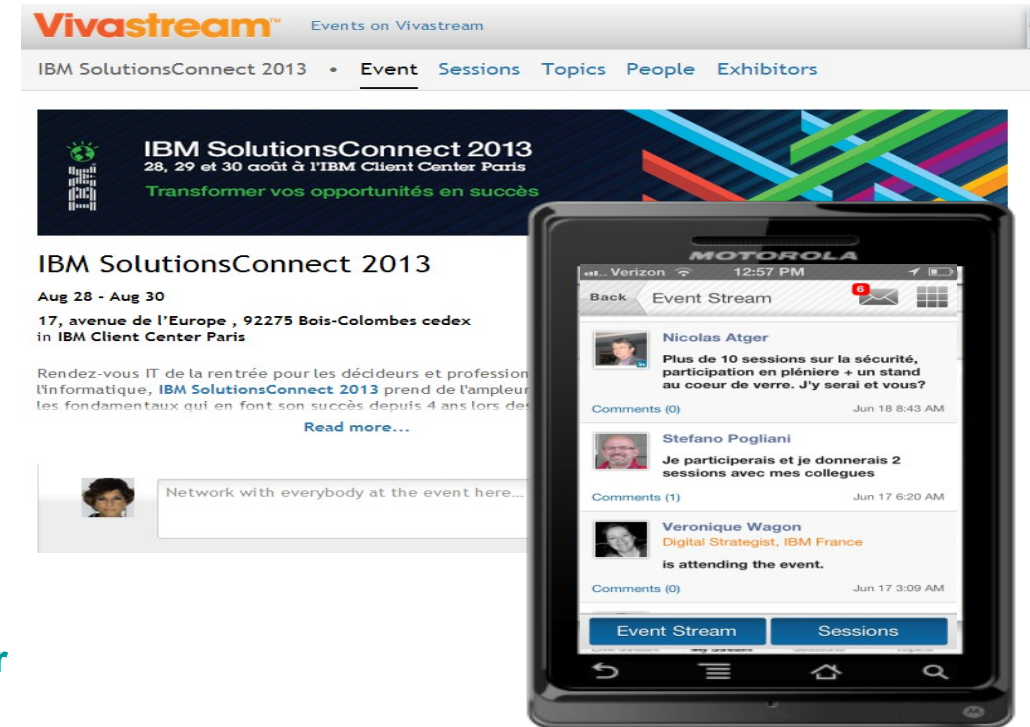 Vivastream™ Events on Vivastream
IBM SolutionsConnect 2013 • Event Sessions Topics People Exhibitors
IBM SolutionsConnect 2013
28, 29 et 30 août à l'IBM Client Center Paris
Transformer vos opportunités en succès
IBM SolutionsConnect 2013
Aug 28 - Aug 30
17, avenue de l'Europe , 92275 Bois-Colombes cedex
in IBM Client Center Paris
Rendez-vous IT de la rentrée pour les décideurs et profession
l'informatique, IBM SolutionsConnect 2013 prend de l'ampleur
les fondamentaux qui en font son succès depuis 4 ans lors des
Read more...
Network with everybody at the event here...
r
MOTOROLA
Verizon 12:57 PM
Back Event Stream 6
Nicolas Atger
Plus de 10 sessions sur la sécurité,
participation en plénière + un stand
au coeur de verre. J'y serai et vous?
Comments (0) Jun 18 8:43 AM
Stefano Pogliani
Je participerais et je donnerais 2
sessions avec mes collegues
Comments (1) Jun 17 6:20 AM
Veronique Wagon
Digital Strategist, IBM France
is attending the event.
Comments (0) Jun 17 3:09 AM
Event Stream Sessions